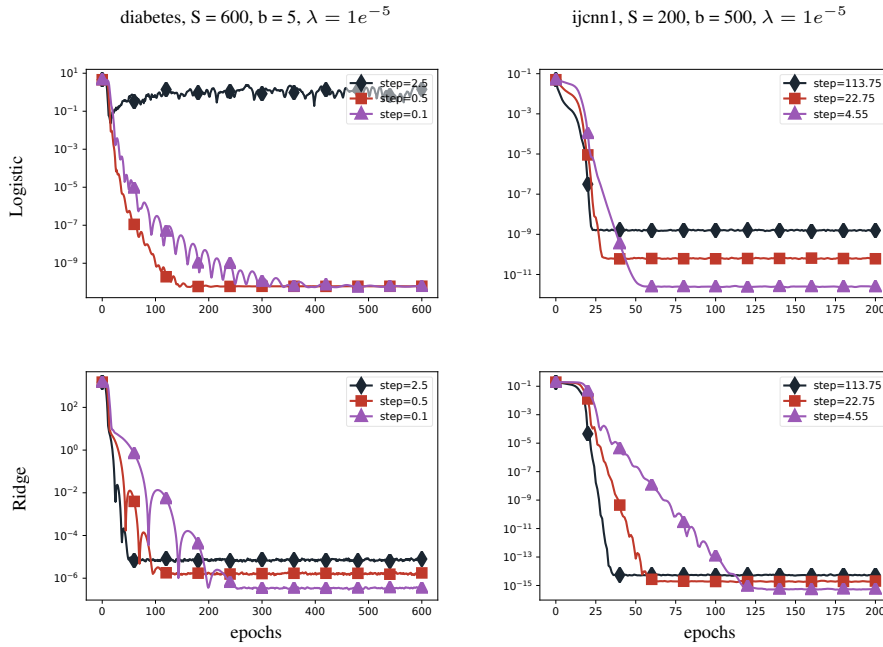 diabetes, S = 600, b = 5, λ = 1e⁻⁵
ijcnn1, S = 200, b = 500, λ = 1e⁻⁵
Logistic
10¹
10⁻¹
10⁻³
10⁻⁵
10⁻⁷
10⁻⁹
step=2.5
step=0.5
step=0.1
0 100 200 300 400 500 600
10⁻¹
10⁻³
10⁻⁵
10⁻⁷
10⁻⁹
10⁻¹¹
step=113.75
step=22.75
step=4.55
0 25 50 75 100 125 150 175 200
Ridge
10²
10⁰
10⁻²
10⁻⁴
10⁻⁶
step=2.5
step=0.5
step=0.1
0 100 200 300 400 500 600
epochs
10⁻¹
10⁻³
10⁻⁵
10⁻⁷
10⁻⁹
10⁻¹¹
10⁻¹³
10⁻¹⁵
step=113.75
step=22.75
step=4.55
0 25 50 75 100 125 150 175 200
epochs